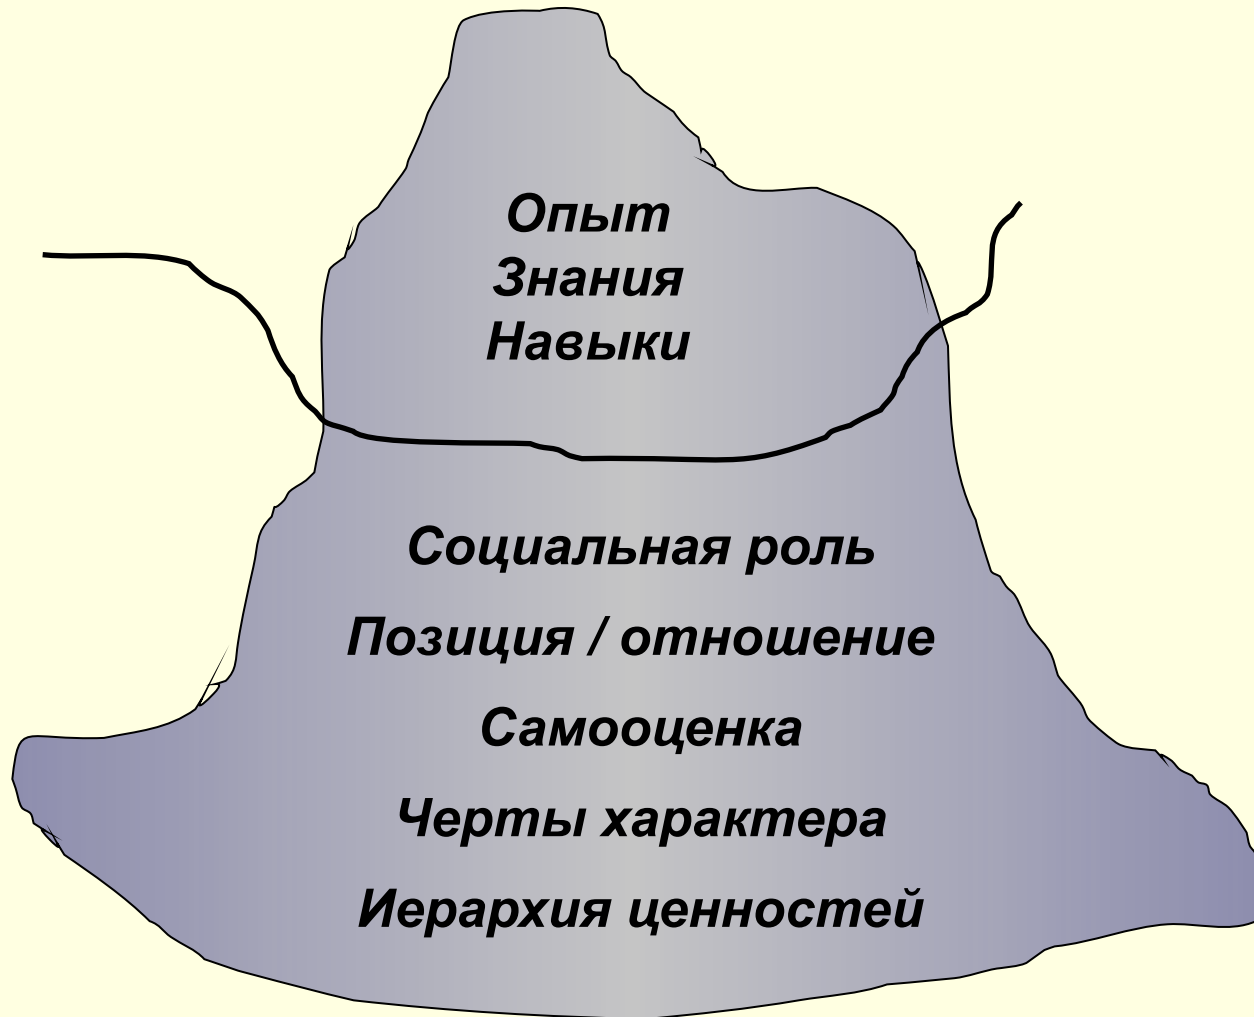 Опыт
Знания
Навыки
Социальная роль
Позиция / отношение
Самооценка
Черты характера
Иерархия ценностей